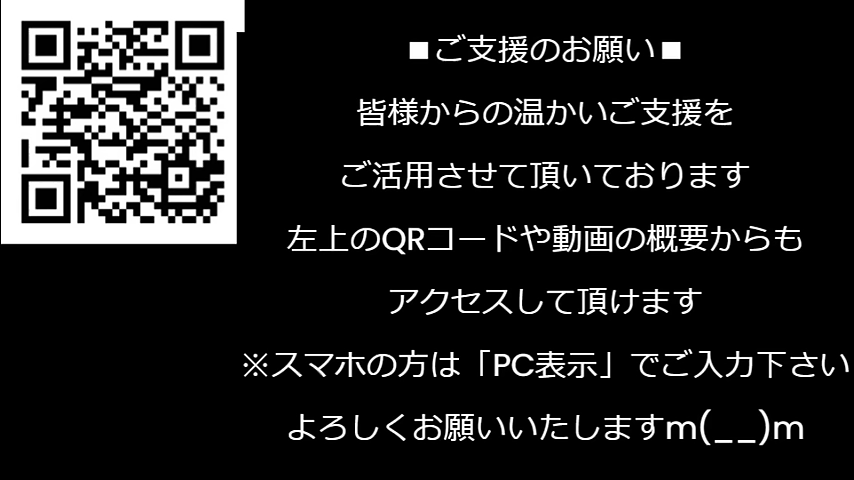 ■ご支援のお願い■
皆様からの温かいご支援を
ご活用させて頂いております
左上のQRコードや動画の概要からも
アクセスして頂けます
※スマホの方は「PC表示」でご入力下さい
よろしくお願いいたしますm(__)m